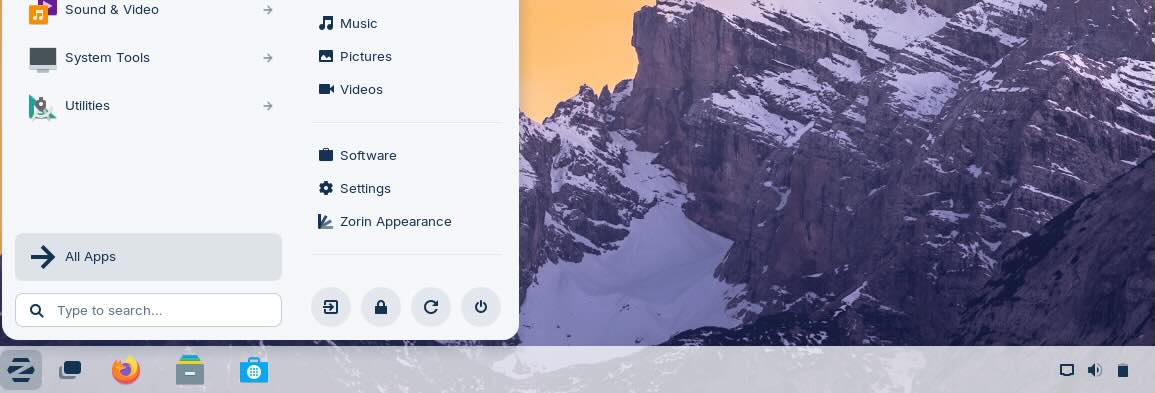 Sound & Video
System Tools
Utilities
All Apps
Type to search...
Music
Pictures
Videos
Software
Settings
Zorin Appearance